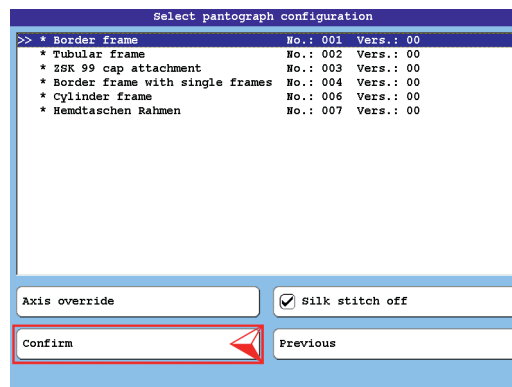 Select pantograph configuration
>> * Border frame No.: 001 Vers.: 00
* Tubular frame No.: 002 Vers.: 00
* ZSK 99 cap attachment No.: 003 Vers.: 00
* Border frame with single frames No.: 004 Vers.: 00
* Cylinder frame No.: 006 Vers.: 00
* Hemdtaschen Rahmen No.: 007 Vers.: 00
Axis override Silk stitch off
Confirm Previous